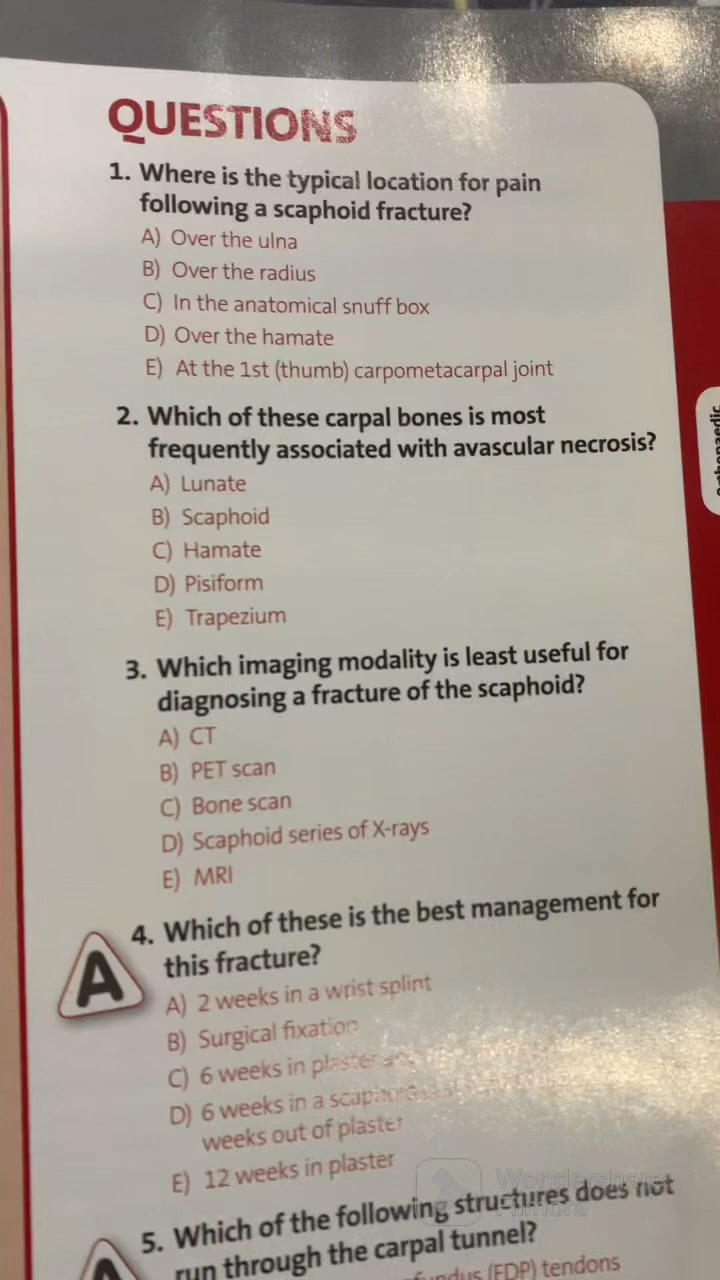 QUESTIONS
1. Where is the typical location for pain
following a scaphoid fracture?
A) Over the ulna
B) Over the radius
C) In the anatomical snuff box
D) Over the hamate
E) At the 1st (thumb) carpometacarpal joint
2. Which of these carpal bones is most
frequently associated with avascular necrosis?
A) Lunate
B) Scaphoid
C) Hamate
D) Pisiform
E) Trapezium
3. Which imaging modality is least useful for
diagnosing a fracture of the scaphoid?
A) CT
B) PET scan
C) Bone scan
D) Scaphoid series of X-rays
E) MRI
A
4. Which of these is the best management for
this fracture?
A) 2 weeks in a wrist splint
B) Surgical fixation
C) 6 weeks in plaster
D) 6 weeks in a
weeks out of plaster
E) 12 weeks in plaster
5. Which of the following structures does not
run through the carpal tunnel?
(FDP) tendons
Orthopaedic
Wondershare
Filmora